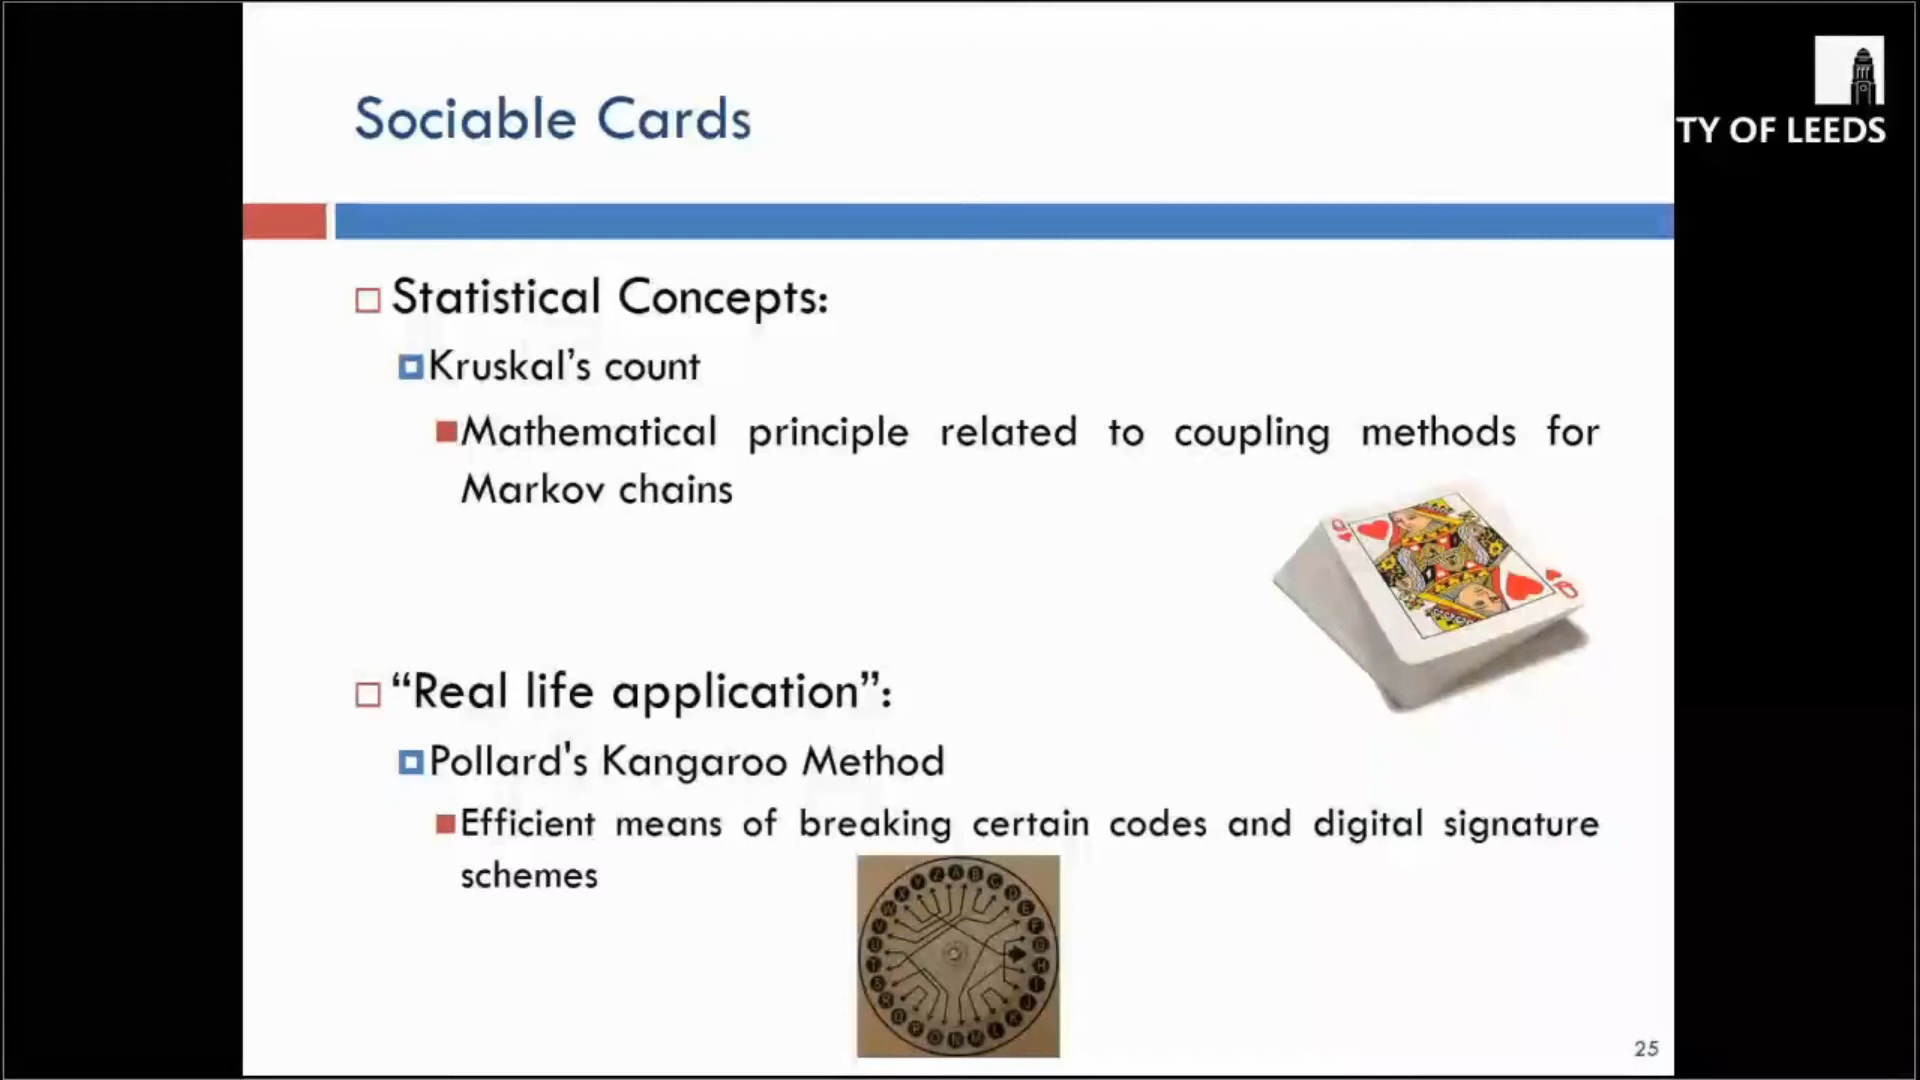 Sociable Cards
TY OF LEEDS
Statistical Concepts:
Kruskal's count
Mathematical principle related to coupling methods for
Markov chains
"Real life application":
Pollard's Kangaroo Method
Efficient means of breaking certain codes and digital signature
schemes
25